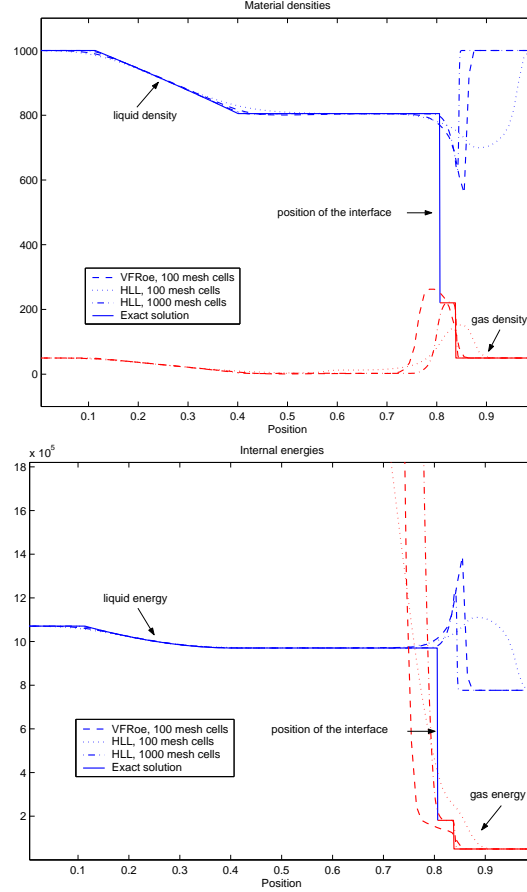 Material densities
1000
800
600
400
200
0
liquid density
position of the interface
gas density
VFRoe, 100 mesh cells
HLL, 100 mesh cells
HLL, 1000 mesh cells
Exact solution
0.1 0.2 0.3 0.4 0.5 0.6 0.7 0.8 0.9
Position
Internal energies
x 10^5
18
16
14
12
10
8
6
4
2
liquid energy
position of the interface
gas energy
VFRoe, 100 mesh cells
HLL, 100 mesh cells
HLL, 1000 mesh cells
Exact solution
0.1 0.2 0.3 0.4 0.5 0.6 0.7 0.8 0.9
Position